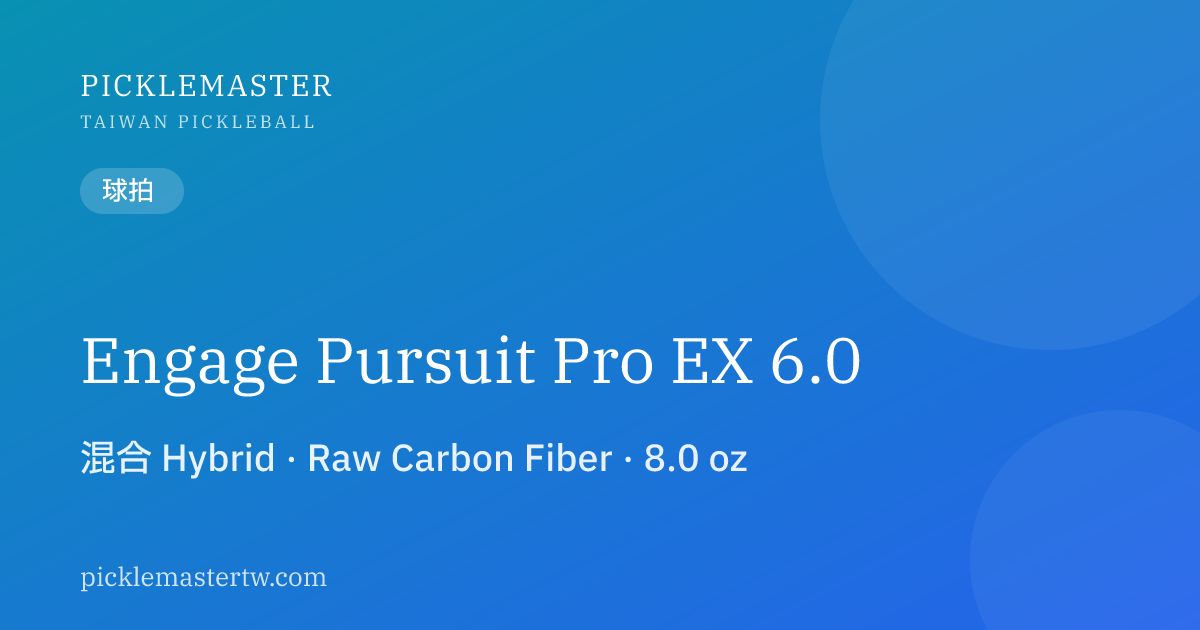 PICKLEMASTER
TAIWAN PICKLEBALL
球拍
Engage Pursuit Pro EX 6.0
混合 Hybrid · Raw Carbon Fiber · 8.0 oz
picklemastertw.com